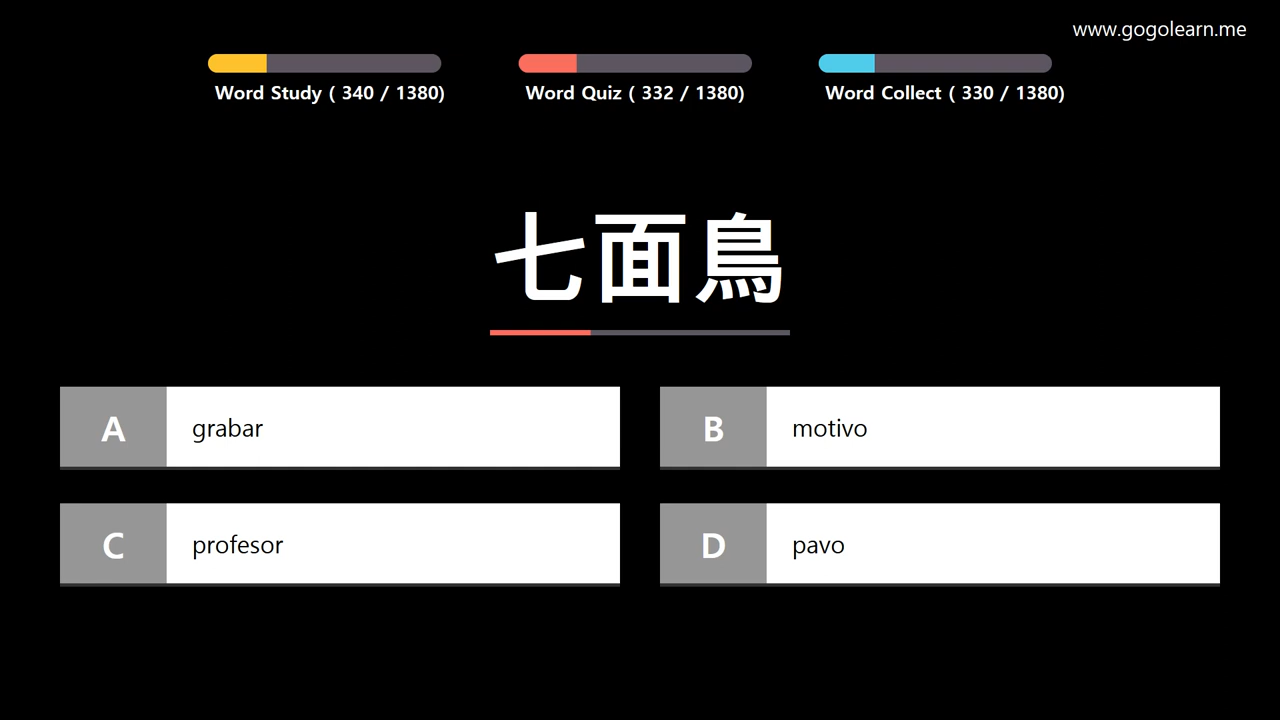 www.gogolearn.me
Word Study ( 340 / 1380)
Word Quiz ( 332 / 1380)
Word Collect ( 330 / 1380)
七面鳥
A grabar
B motivo
C profesor
D pavo